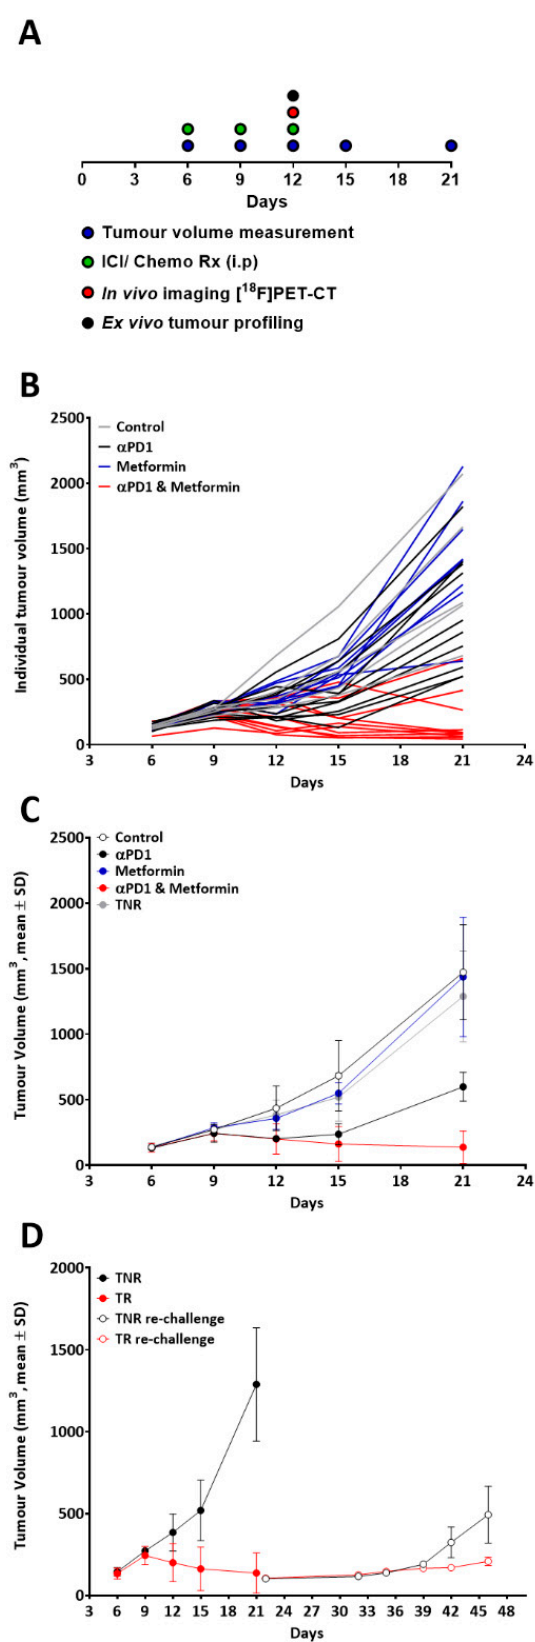 A
0 3 6 9 12 15 18 21
Days
Tumour volume measurement
ICI/ Chemo Rx (i.p)
In vivo imaging [18F]PET-CT
Ex vivo tumour profiling
B
Individual tumour volume (mm3)
2500
2000
1500
1000
500
0
Control
αPD1
Metformin
αPD1 & Metformin
3 6 9 12 15 18 21 24
Days
C
Tumour Volume (mm3, mean ± SD)
2500
2000
1500
1000
500
0
Control
αPD1
Metformin
αPD1 & Metformin
TNR
3 6 9 12 15 18 21 24
Days
D
Tumour Volume (mm3, mean ± SD)
2000
1500
1000
500
0
TNR
TR
TNR re-challenge
TR re-challenge
3 6 9 12 15 18 21 24 27 30 33 36 39 42 45 48
Days